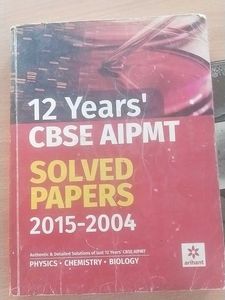 12 Years'
CBSE AIPMT
SOLVED
PAPERS
2015-2004
Authentic & Detailed Solutions of last 12 Years' CBSE AIPMT
PHYSICS • CHEMISTRY • BIOLOGY
arihant